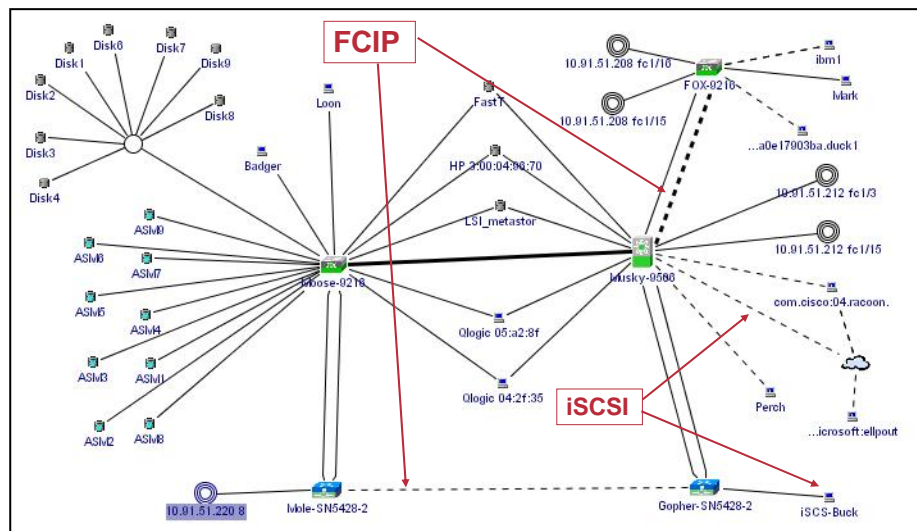 FCIP
Disk6
Disk7
Disk1
Disk9
Disk2
Disk8
Disk3
Disk4
Loon
Badger
FastT
HP 3:00:04:96:70
LSI_metastor
10.91.51.208 fc1/16
FOX-9216
ibm1
Mark
10.91.51.208 fc1/15
...a0e17903ba.duck1
10.91.51.212 fc1/3
10.91.51.212 fc1/15
Moose-9216
Musky-9506
com.cisco:04.racoon.
ASM9
ASM6
ASM7
ASM5
ASM4
ASM3
ASM1
ASM2
ASM8
Qlogic 05:a2:8f
Qlogic 04:2f:35
iSCSI
Perch
...icrosoft:ellpout
10.91.51.220 8
Mole-SN5428-2
Gopher-SN5428-2
iSCS-Buck